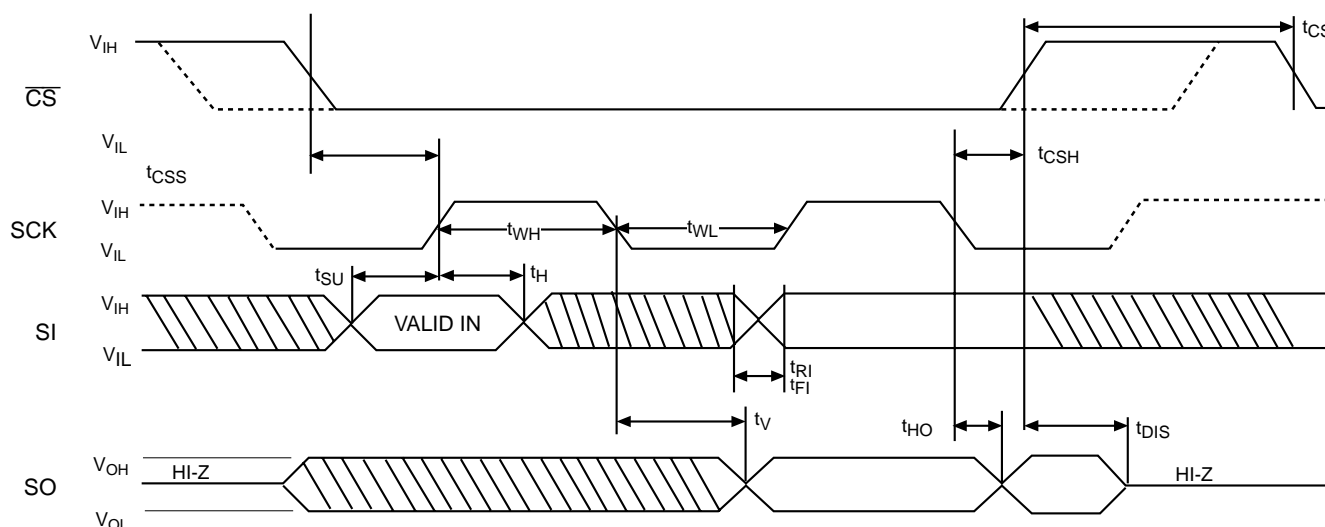 V_IH
t_CS
CS
V_IL
t_CSH
t_CSS
V_IH
SCK
t_WH
t_WL
V_IL
t_SU
t_H
V_IH
SI
VALID IN
V_IL
t_RI
t_FI
t_V
t_HO
t_DIS
V_OH
HI-Z
HI-Z
SO
V_OL